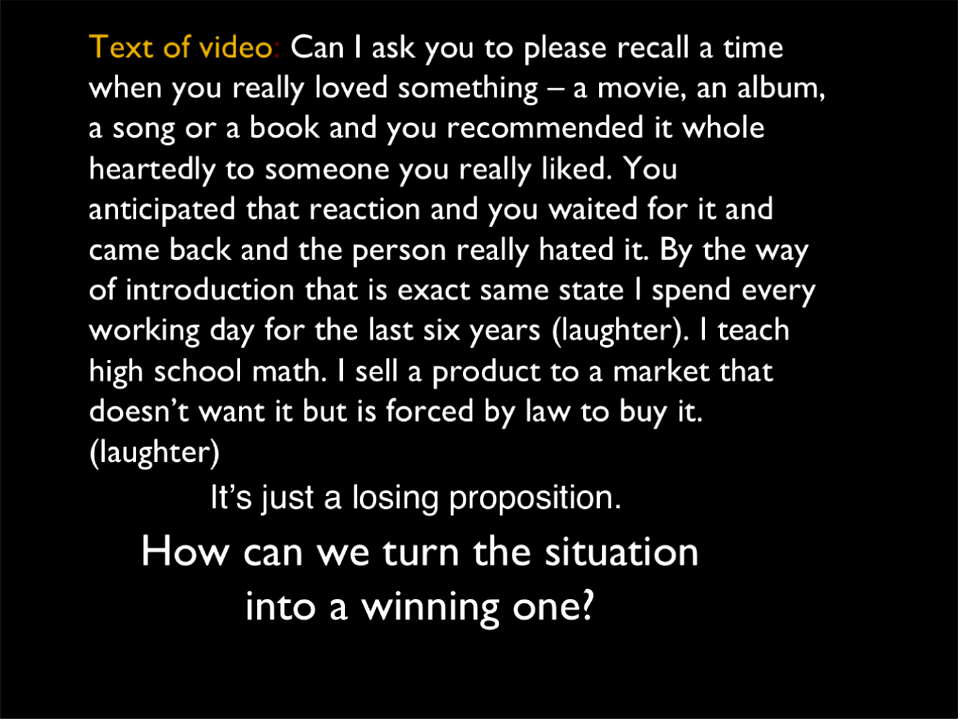 Text of video: Can I ask you to please recall a time
when you really loved something – a movie, an album,
a song or a book and you recommended it whole
heartedly to someone you really liked. You
anticipated that reaction and you waited for it and
came back and the person really hated it. By the way
of introduction that is exact same state I spend every
working day for the last six years (laughter). I teach
high school math. I sell a product to a market that
doesn’t want it but is forced by law to buy it.
(laughter)
It’s just a losing proposition.
How can we turn the situation
into a winning one?